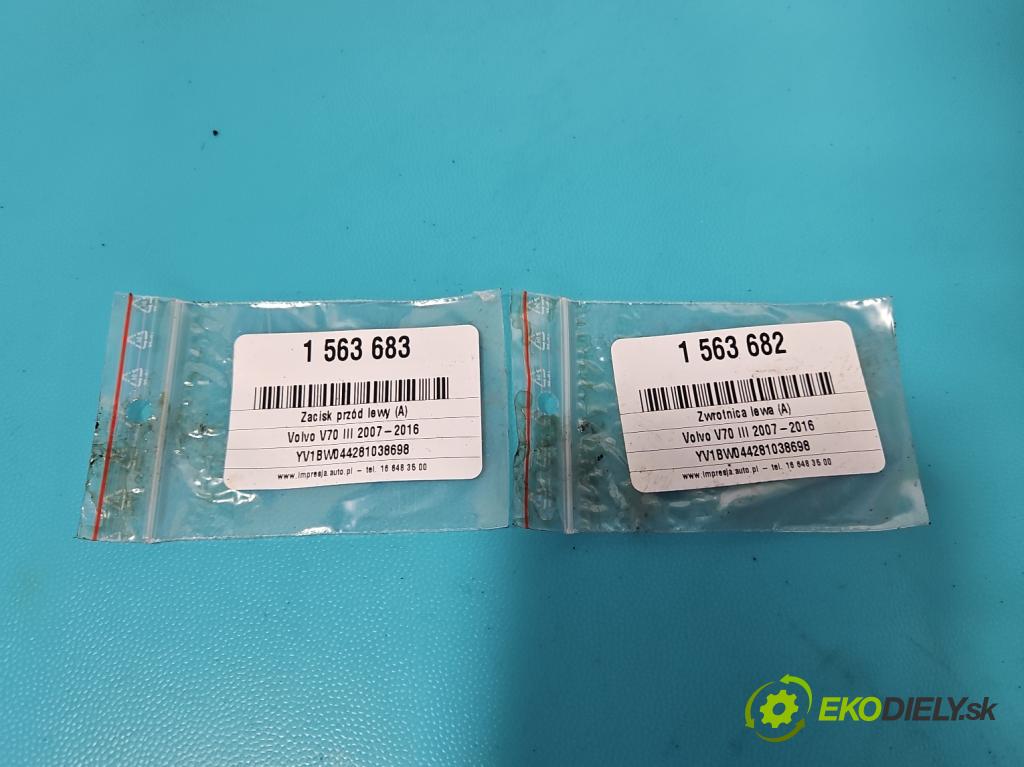 1 563 683
Zacisk przód lewy (A)
Volvo V70 III 2007-2016
YV1BW044281038698
www.impresja.auto.pl - tel. 16 648 35 00
1 563 682
Zwrotnica lewa (A)
Volvo V70 III 2007-2016
YV1BW044281038698
www.impresja.auto.pl - tel. 16 648 35 00
EKODIELY.sk